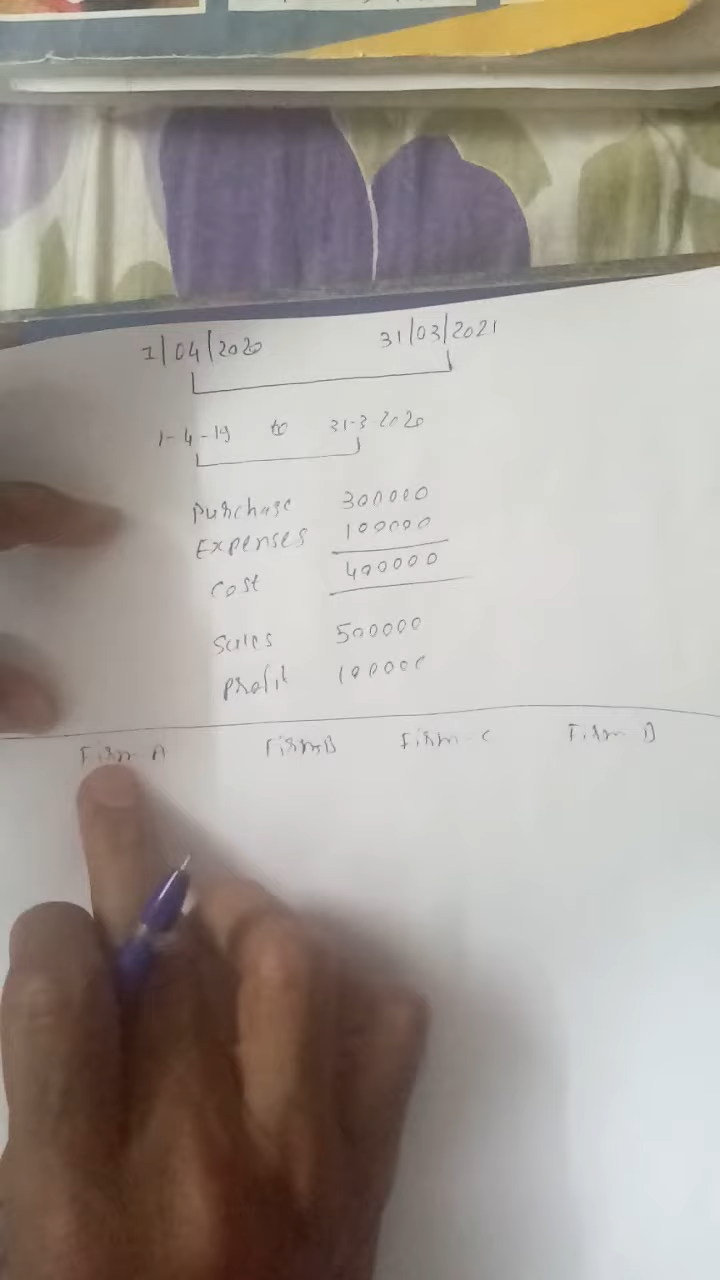 1/04/2020 31/03/2021
1-4-19 to 31-3 2020
Purchase 300000
Expenses 100000
Cost 400000
Sales 500000
Profit 100000
Firm-A Firm B Firm-C Firm D